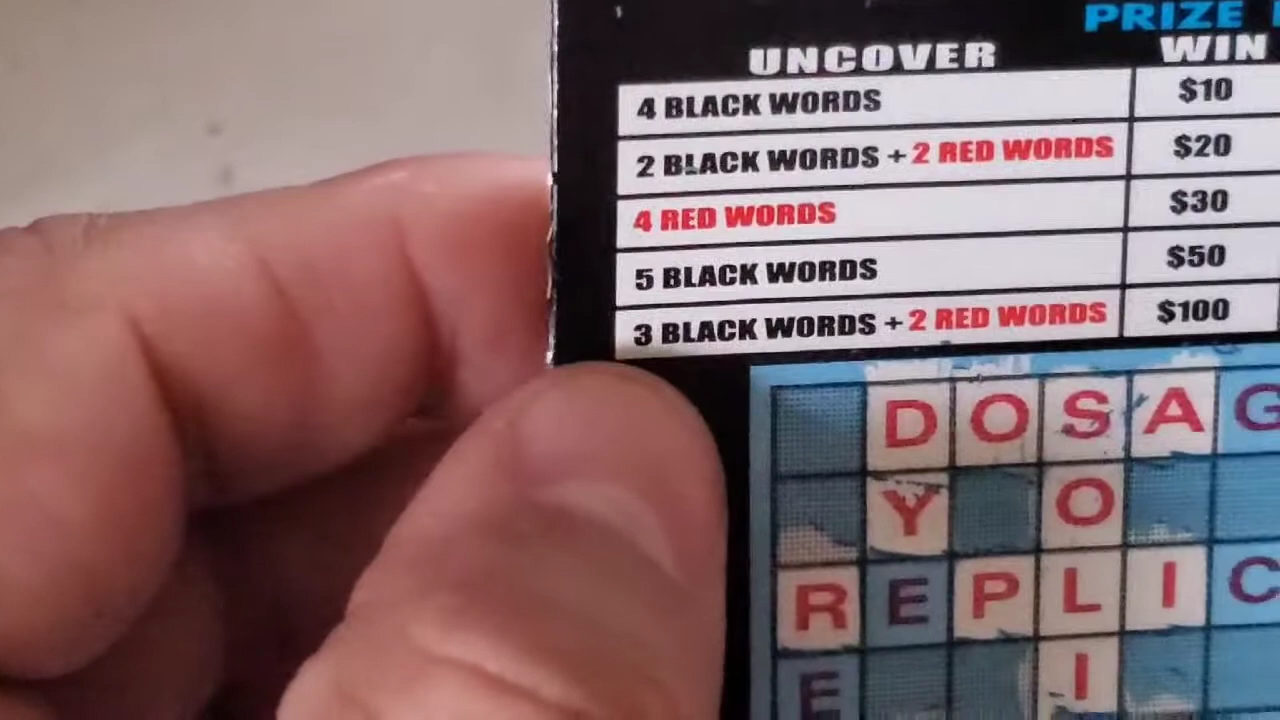 PRIZE
UNCOVER WIN
4 BLACK WORDS $10
2 BLACK WORDS + 2 RED WORDS $20
4 RED WORDS $30
5 BLACK WORDS $50
3 BLACK WORDS + 2 RED WORDS $100
D O S A G
Y O
R E P L I C
E I